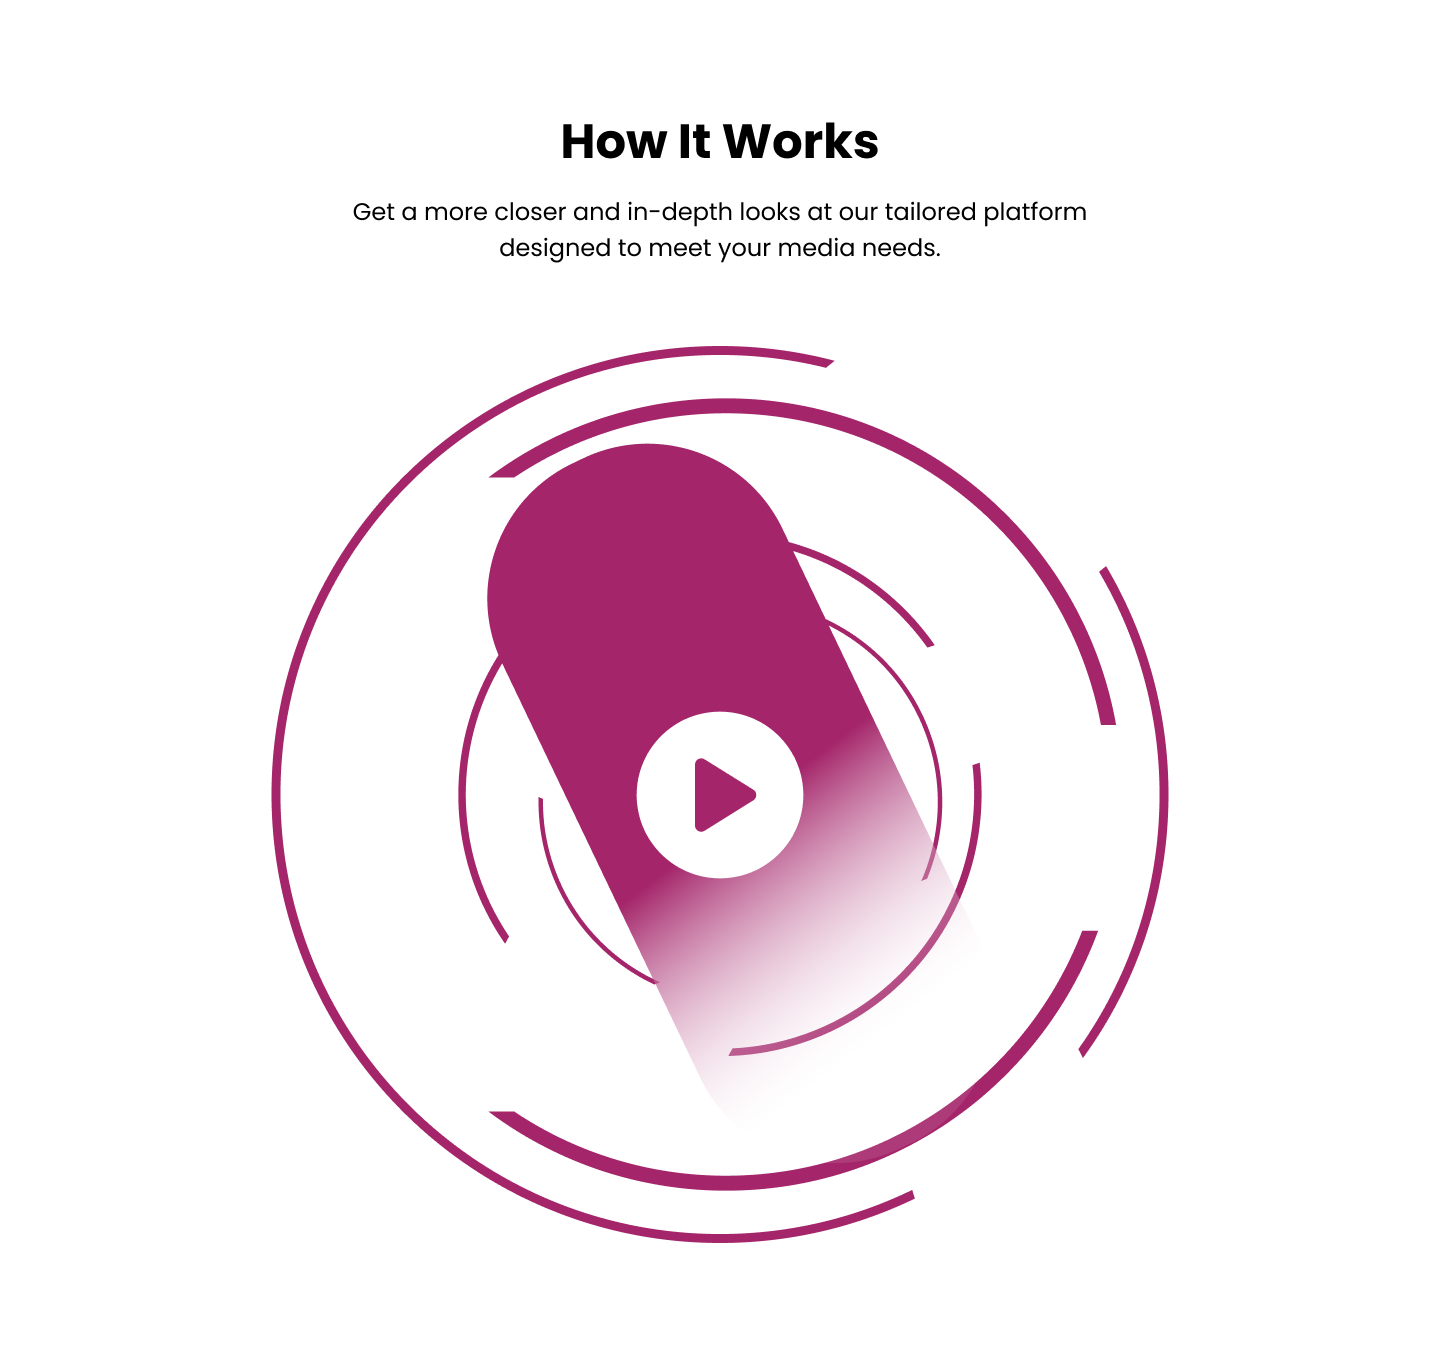 How It Works
Get a more closer and in-depth looks at our tailored platform
designed to meet your media needs.